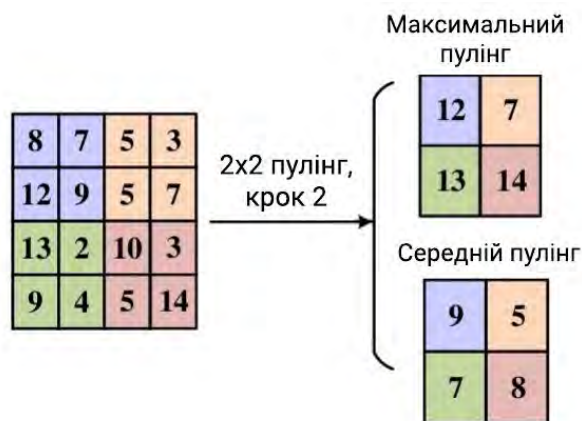 Максимальний
пулінг
12 7
13 14
8 7 5 3
12 9 5 7
13 2 10 3
9 4 5 14
2x2 пулінг,
крок 2
Середній пулінг
9 5
7 8